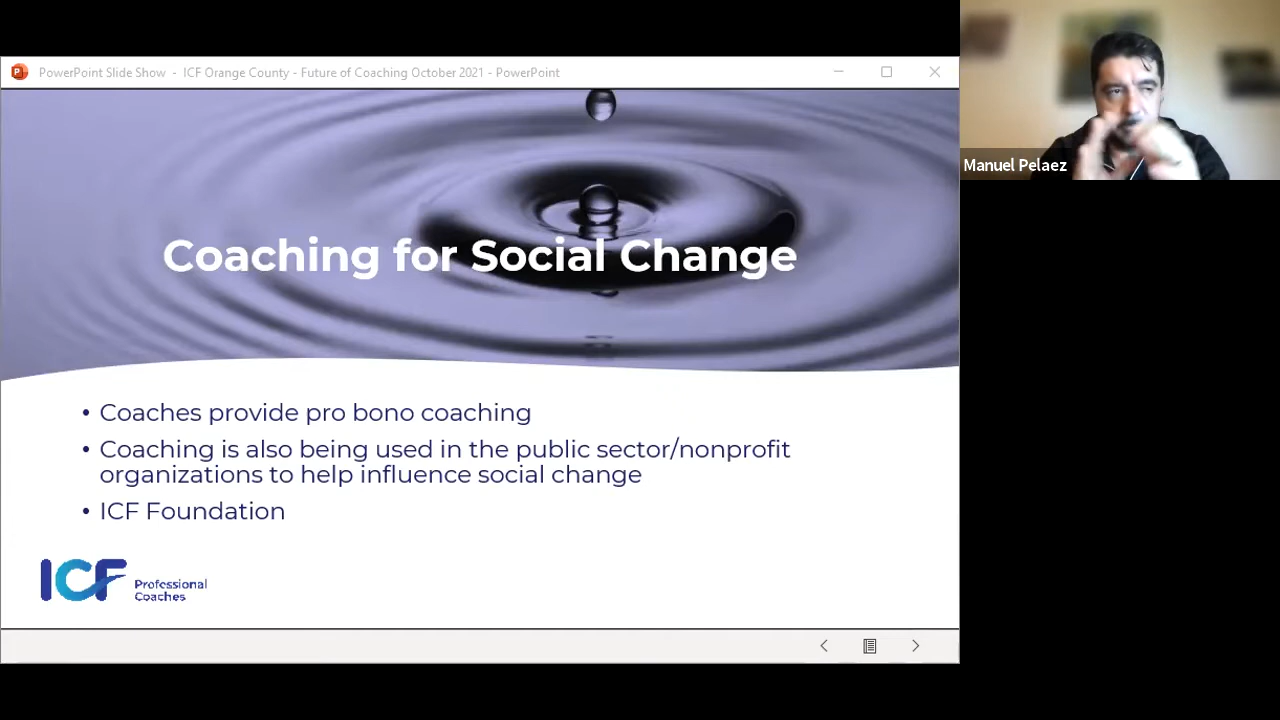 PowerPoint Slide Show - ICF Orange County - Future of Coaching October 2021 - PowerPoint
Manuel Pelaez
Coaching for Social Change
• Coaches provide pro bono coaching
• Coaching is also being used in the public sector/nonprofit
organizations to help influence social change
• ICF Foundation
ICF Professional
Coaches